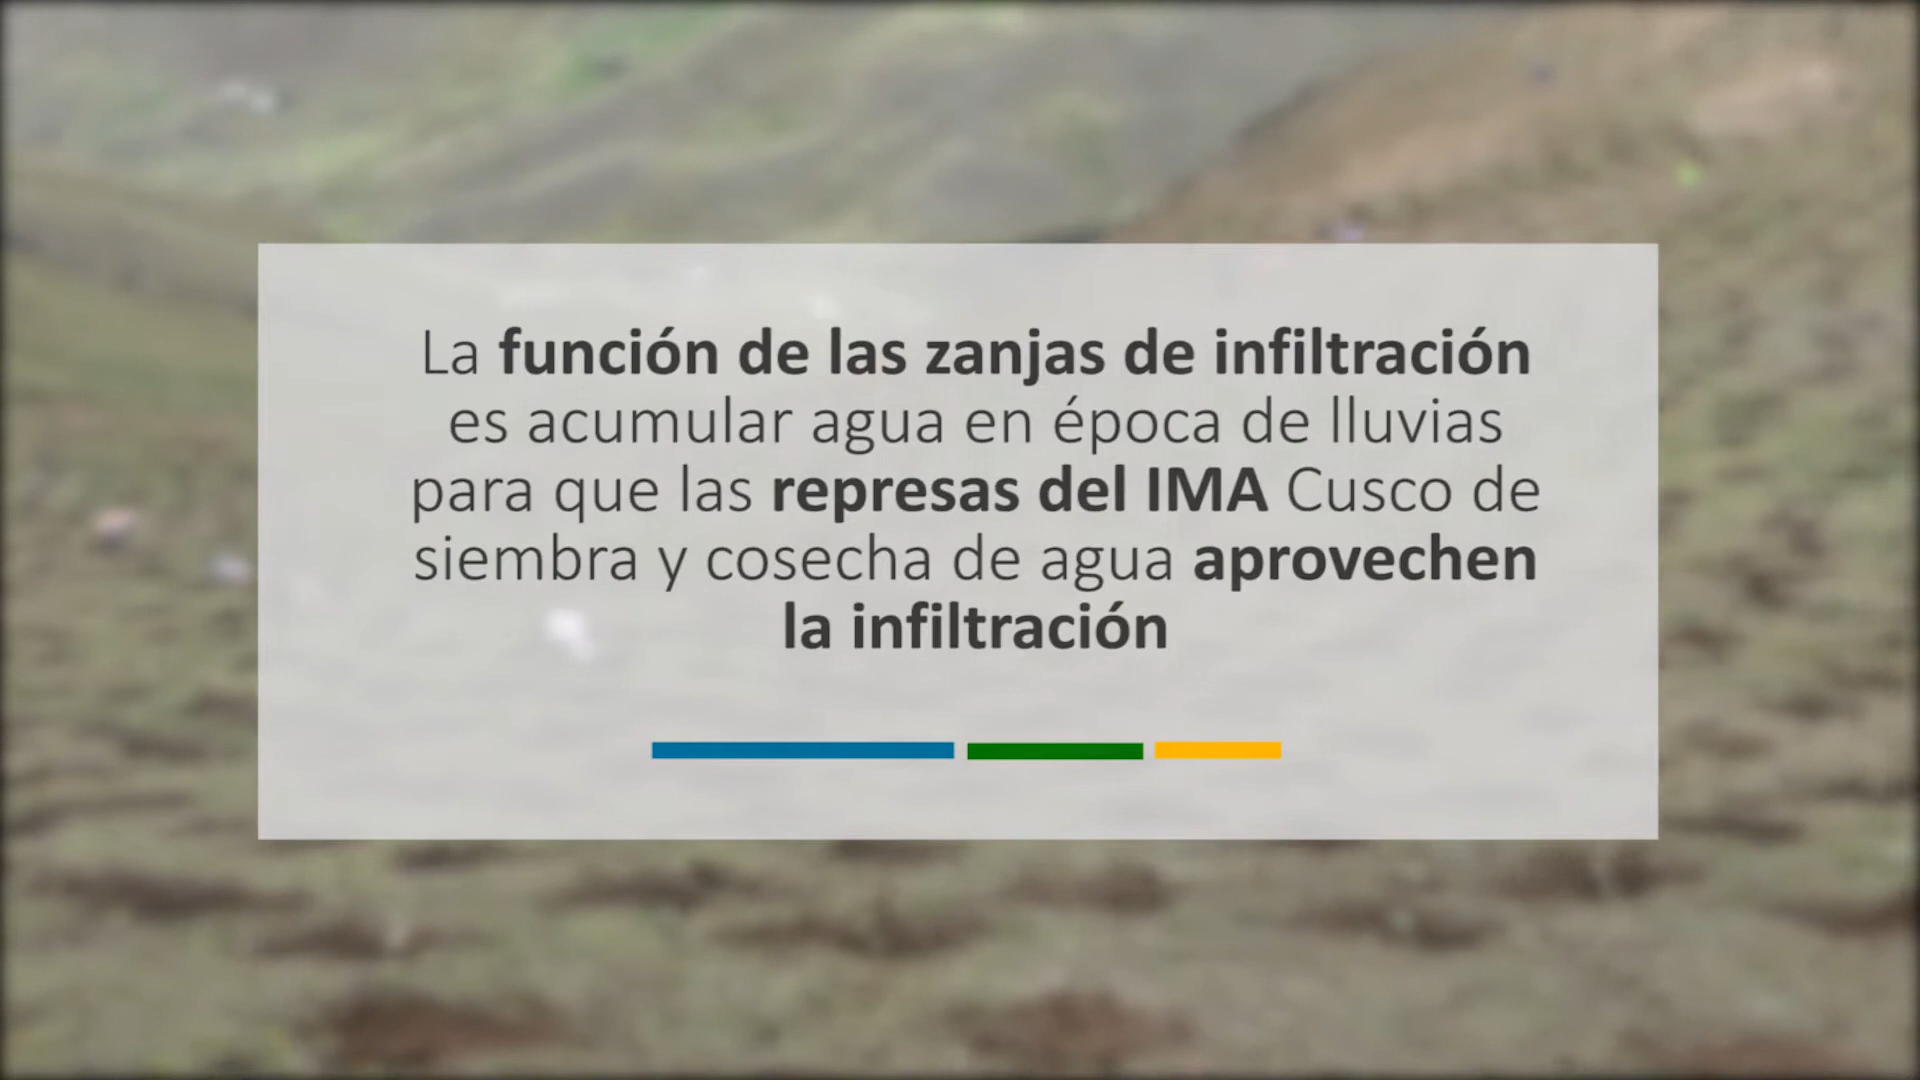 La función de las zanjas de infiltración
es acumular agua en época de lluvias
para que las represas del IMA Cusco de
siembra y cosecha de agua aprovechen
la infiltración